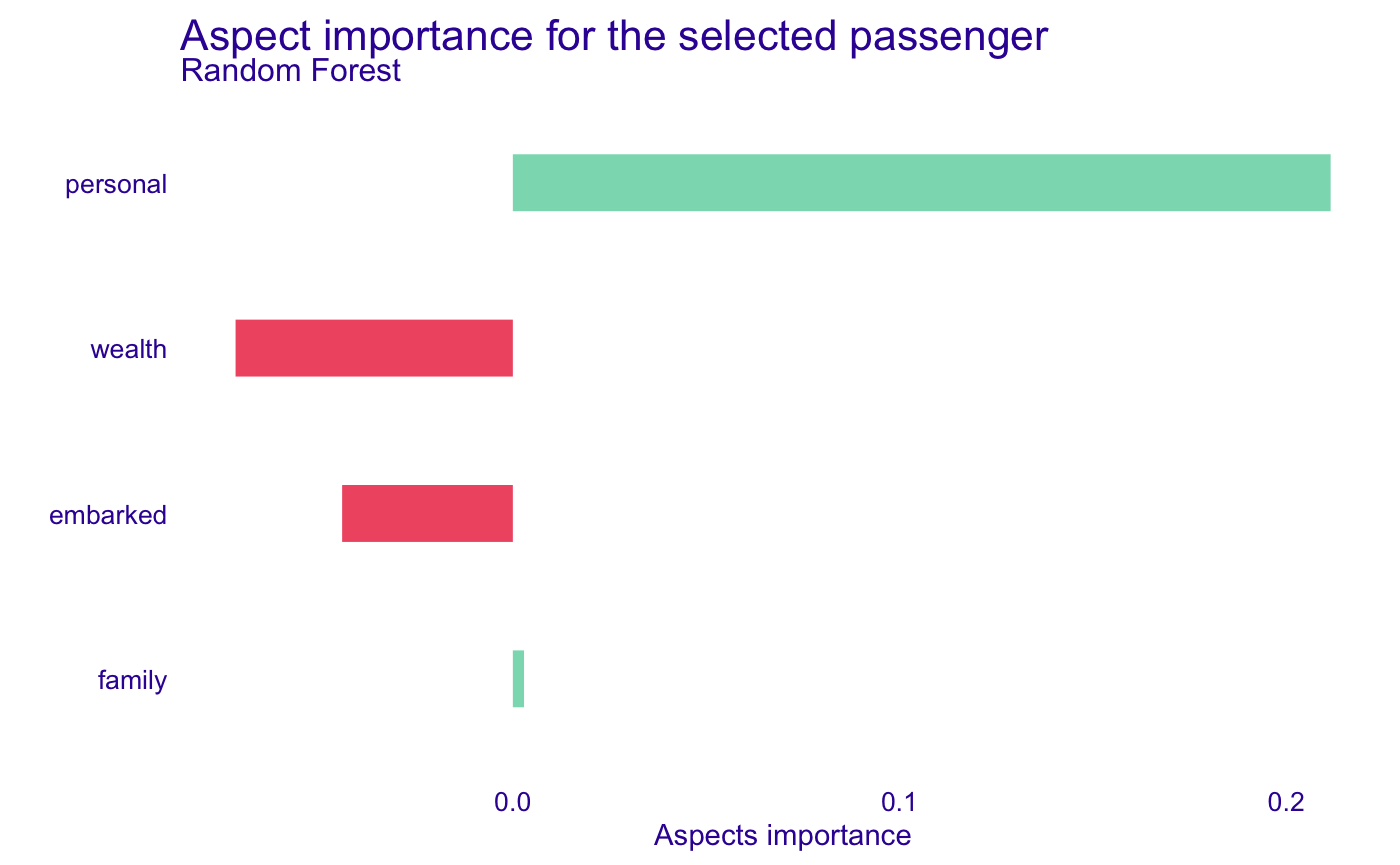 Aspect importance for the selected passenger
Random Forest
personal
wealth
embarked
family
0.0 0.1 0.2
Aspects importance